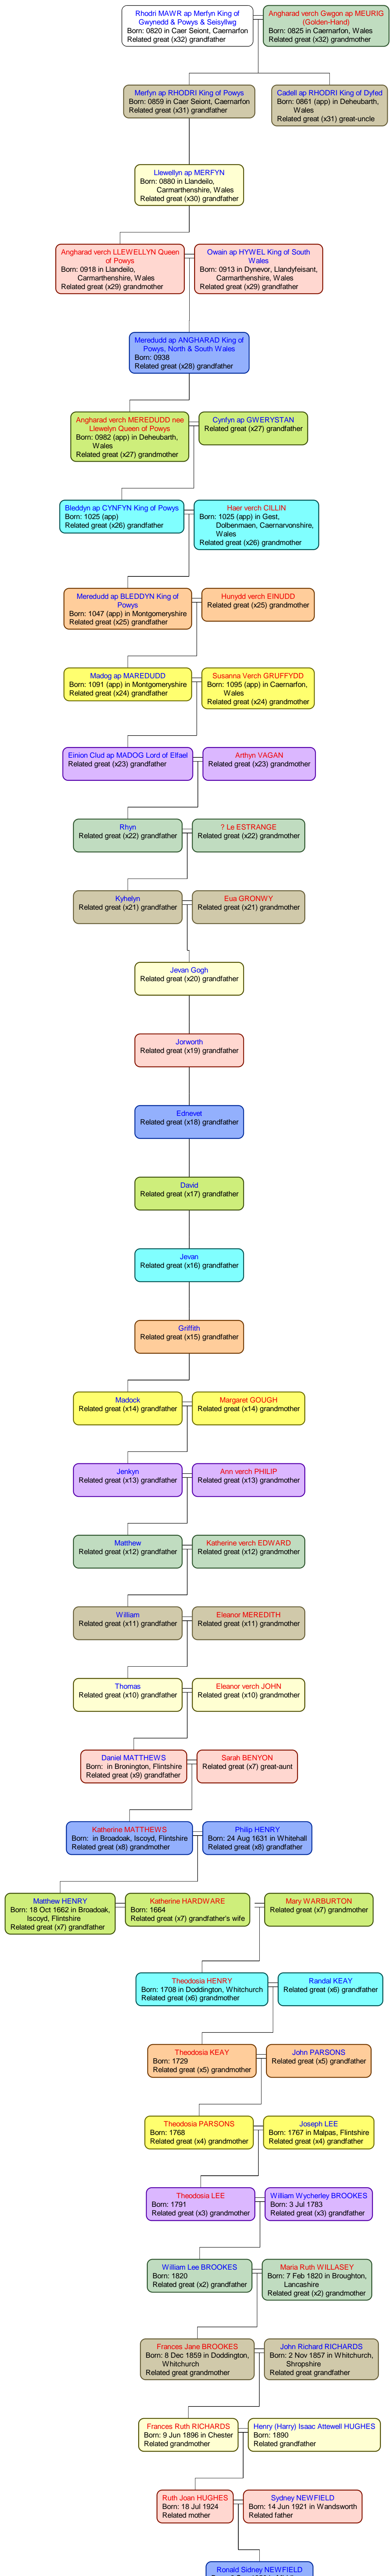 Rhodri MAWR ap Merfyn King of
Gwynedd & Powys & Seisyllwg
Born: 0820 in Caer Seiont, Caernarfon
Related great (x32) grandfather
Angharad verch Gwgon ap MEURIG
(Golden-Hand)
Born: 0825 in Caernarfon, Wales
Related great (x32) grandmother
Merfyn ap RHODRI King of Powys
Born: 0859 in Caer Seiont, Caernarfon
Related great (x31) grandfather
Cadell ap RHODRI King of Dyfed
Born: 0861 (app) in Deheubarth,
Wales
Related great (x31) great-uncle
Llewellyn ap MERFYN
Born: 0880 in Llandeilo,
Carmarthenshire, Wales
Related great (x30) grandfather
Angharad verch LLEWELLYN Queen
of Powys
Born: 0918 in Llandeilo,
Carmarthenshire, Wales
Related great (x29) grandmother
Owain ap HYWEL King of South
Wales
Born: 0913 in Dynevor, Llandyfeisant,
Carmarthenshire, Wales
Related great (x29) grandfather
Meredudd ap ANGHARAD King of
Powys, North & South Wales
Born: 0938
Related great (x28) grandfather
Angharad verch MEREDUDD nee
Llewelyn Queen of Powys
Born: 0982 (app) in Deheubarth,
Wales
Related great (x27) grandmother
Cynfyn ap GWERYSTAN
Related great (x27) grandfather
Bleddyn ap CYNFYN King of Powys
Born: 1025 (app)
Related great (x26) grandfather
Haer verch CILLIN
Born: 1025 (app) in Gest,
Dolbenmaen, Caernarvonshire,
Wales
Related great (x26) grandmother
Meredudd ap BLEDDYN King of
Powys
Born: 1047 (app) in Montgomeryshire
Related great (x25) grandfather
Hunydd verch EINUDD
Related great (x25) grandmother
Madog ap MAREDUDD
Born: 1091 (app) in Montgomeryshire
Related great (x24) grandfather
Susanna Verch GRUFFYDD
Born: 1095 (app) in Caernarfon,
Wales
Related great (x24) grandmother
Einion Clud ap MADOG Lord of Elfael
Related great (x23) grandfather
Arthyn VAGAN
Related great (x23) grandmother
Rhyn
Related great (x22) grandfather
? Le ESTRANGE
Related great (x22) grandmother
Kyhelyn
Related great (x21) grandfather
Eua GRONWY
Related great (x21) grandmother
Jevan Gogh
Related great (x20) grandfather
Jorworth
Related great (x19) grandfather
Ednevet
Related great (x18) grandfather
David
Related great (x17) grandfather
Jevan
Related great (x16) grandfather
Griffith
Related great (x15) grandfather
Madock
Related great (x14) grandfather
Margaret GOUGH
Related great (x14) grandmother
Jenkyn
Related great (x13) grandfather
Ann verch PHILIP
Related great (x13) grandmother
Matthew
Related great (x12) grandfather
Katherine verch EDWARD
Related great (x12) grandmother
William
Related great (x11) grandfather
Eleanor MEREDITH
Related great (x11) grandmother
Thomas
Related great (x10) grandfather
Eleanor verch JOHN
Related great (x10) grandmother
Daniel MATTHEWS
Born: in Bronington, Flintshire
Related great (x9) grandfather
Sarah BENYON
Related great (x7) great-aunt
Katherine MATTHEWS
Born: in Broadoak, Iscoyd, Flintshire
Related great (x8) grandmother
Philip HENRY
Born: 24 Aug 1631 in Whitehall
Related great (x8) grandfather
Matthew HENRY
Born: 18 Oct 1662 in Broadoak,
Iscoyd, Flintshire
Related great (x7) grandfather
Katherine HARDWARE
Born: 1664
Related great (x7) grandfather's wife
Mary WARBURTON
Related great (x7) grandmother
Theodosia HENRY
Born: 1708 in Doddington, Whitchurch
Related great (x6) grandmother
Randal KEAY
Related great (x6) grandfather
Theodosia KEAY
Born: 1729
Related great (x5) grandmother
John PARSONS
Related great (x5) grandfather
Theodosia PARSONS
Born: 1768
Related great (x4) grandmother
Joseph LEE
Born: 1767 in Malpas, Flintshire
Related great (x4) grandfather
Theodosia LEE
Born: 1791
Related great (x3) grandmother
William Wycherley BROOKES
Born: 3 Jul 1783
Related great (x3) grandfather
William Lee BROOKES
Born: 1820
Related great (x2) grandfather
Maria Ruth WILLASEY
Born: 7 Feb 1820 in Broughton,
Lancashire
Related great (x2) grandmother
Frances Jane BROOKES
Born: 8 Dec 1859 in Doddington,
Whitchurch
Related great grandmother
John Richard RICHARDS
Born: 2 Nov 1857 in Whitchurch,
Shropshire
Related great grandfather
Frances Ruth RICHARDS
Born: 9 Jun 1896 in Chester
Related grandmother
Henry (Harry) Isaac Attewell HUGHES
Born: 1890
Related grandfather
Ruth Joan HUGHES
Born: 18 Jul 1924
Related mother
Sydney NEWFIELD
Born: 14 Jun 1921 in Wandsworth
Related father
Ronald Sidney NEWFIELD